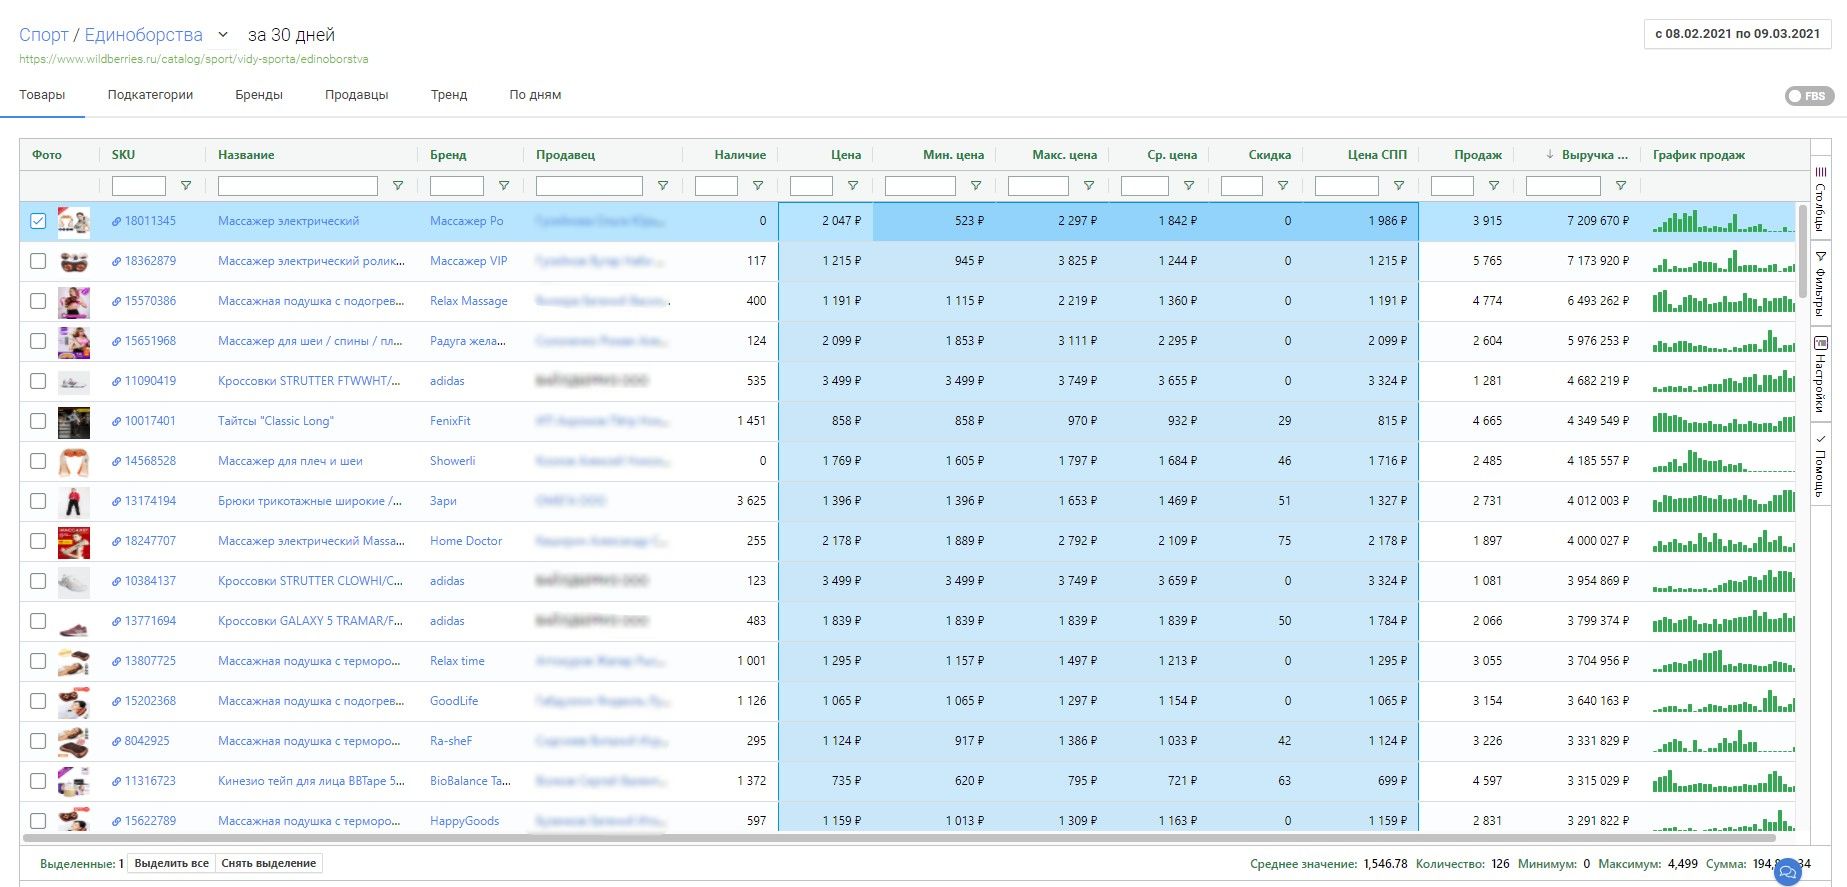 Спорт / Единоборства за 30 дней
с 08.02.2021 по 09.03.2021
https://www.wildberries.ru/catalog/sport/vidy-sporta/edinoborstva
Товары Подкатегории Бренды Продавцы Тренд По дням
FBS
Фото SKU Название Бренд Продавец Наличие Цена Мин. цена Макс. цена Ср. цена Скидка Цена СПП Продаж Выручка ... График продаж
18011345 Массажер электрический Массажер Ро 0 2 047 ₽ 523 ₽ 2 297 ₽ 1 842 ₽ 0 1 986 ₽ 3 915 7 209 670 ₽
18362879 Массажер электрический ролик... Массажер VIP 117 1 215 ₽ 945 ₽ 3 825 ₽ 1 244 ₽ 0 1 215 ₽ 5 765 7 173 920 ₽
15570386 Массажная подушка с подогрев... Relax Massage 400 1 191 ₽ 1 115 ₽ 2 219 ₽ 1 360 ₽ 0 1 191 ₽ 4 774 6 493 262 ₽
15651968 Массажер для шеи / спины / пл... Радуга жела... 124 2 099 ₽ 1 853 ₽ 3 111 ₽ 2 295 ₽ 0 2 099 ₽ 2 604 5 976 253 ₽
11090419 Кроссовки STRUTTER FTWWHT/... adidas 535 3 499 ₽ 3 499 ₽ 3 749 ₽ 3 655 ₽ 0 3 324 ₽ 1 281 4 682 219 ₽
10017401 Тайтсы "Classic Long" FenixFit 1 451 858 ₽ 858 ₽ 970 ₽ 932 ₽ 29 815 ₽ 4 665 4 349 549 ₽
14568528 Массажер для плеч и шеи Showerli 0 1 769 ₽ 1 605 ₽ 1 797 ₽ 1 684 ₽ 46 1 716 ₽ 2 485 4 185 557 ₽
13174194 Брюки трикотажные широкие /... Зари 3 625 1 396 ₽ 1 396 ₽ 1 653 ₽ 1 469 ₽ 51 1 327 ₽ 2 731 4 012 003 ₽
18247707 Массажер электрический Massa... Home Doctor 255 2 178 ₽ 1 889 ₽ 2 792 ₽ 2 109 ₽ 75 2 178 ₽ 1 897 4 000 027 ₽
10384137 Кроссовки STRUTTER CLOWHI/C... adidas 123 3 499 ₽ 3 499 ₽ 3 749 ₽ 3 659 ₽ 0 3 324 ₽ 1 081 3 954 869 ₽
13771694 Кроссовки GALAXY 5 TRAMAR/F... adidas 483 1 839 ₽ 1 839 ₽ 1 839 ₽ 1 839 ₽ 50 1 784 ₽ 2 066 3 799 374 ₽
13807725 Массажная подушка с терморо... Relax time 1 001 1 295 ₽ 1 157 ₽ 1 497 ₽ 1 213 ₽ 0 1 295 ₽ 3 055 3 704 956 ₽
15202368 Массажная подушка с подогрев... GoodLife 1 126 1 065 ₽ 1 065 ₽ 1 297 ₽ 1 154 ₽ 0 1 065 ₽ 3 154 3 640 163 ₽
8042925 Массажная подушка с терморо... Ra-sheF 295 1 124 ₽ 917 ₽ 1 386 ₽ 1 033 ₽ 42 1 124 ₽ 3 226 3 331 829 ₽
11316723 Кинезио тейп для лица BBTape 5... BioBalance Ta... 1 372 735 ₽ 620 ₽ 795 ₽ 721 ₽ 63 699 ₽ 4 597 3 315 029 ₽
15622789 Массажная подушка с терморо... HappyGoods 597 1 159 ₽ 1 013 ₽ 1 309 ₽ 1 163 ₽ 0 1 159 ₽ 2 831 3 291 822 ₽
Столбцы
Фильтры
Настройки
Помощь
Выделенные: 1 Выделить все Снять выделение Среднее значение: 1,546.78 Количество: 126 Минимум: 0 Максимум: 4,499 Сумма: